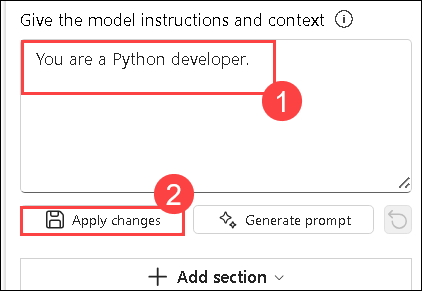 Give the model instructions and context
You are a Python developer.
1
2
Apply changes
Generate prompt
Add section